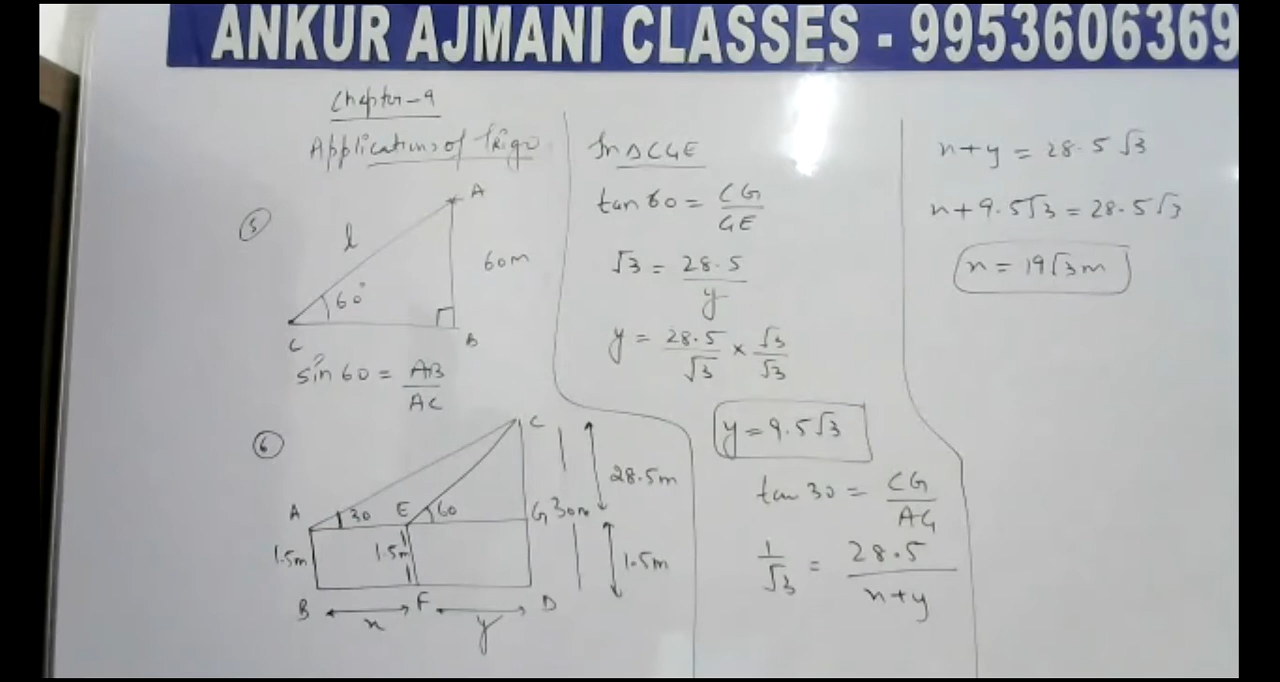 ANKUR AJMANI CLASSES - 9953606369
Chapter-9
Applications of Trigo
5
A
l
60m
60°
C
B
sin 60 = AB/AC
6
C
28.5m
A
30
E
60
G
30m
1.5m
1.5m
1.5m
B
F
D
x
y
In △CGE
tan 60 = CG/GE
√3 = 28.5/y
y = 28.5/√3 × √3/√3
y = 9.5√3
tan 30 = CG/AG
1/√3 = 28.5/x+y
x+y = 28.5√3
x+9.5√3 = 28.5√3
x = 19√3 m